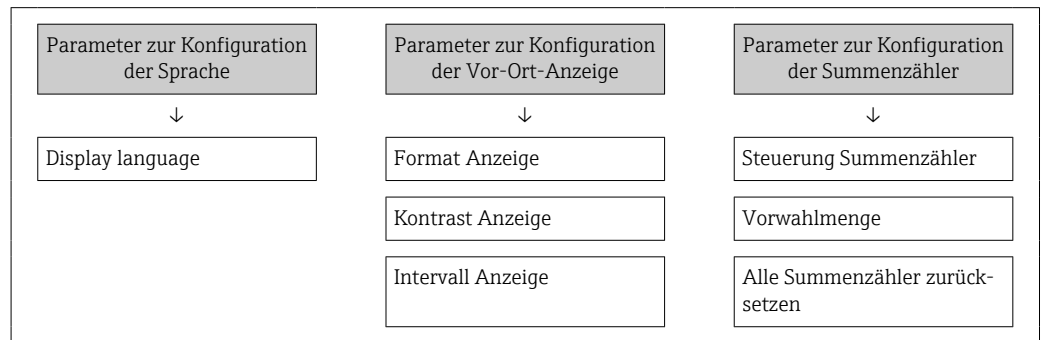 Parameter zur Konfiguration
der Sprache
↓
Display language
Parameter zur Konfiguration
der Vor-Ort-Anzeige
↓
Format Anzeige
Kontrast Anzeige
Intervall Anzeige
Parameter zur Konfiguration
der Summenzähler
↓
Steuerung Summenzähler
Vorwahlmenge
Alle Summenzähler zurück-
setzen